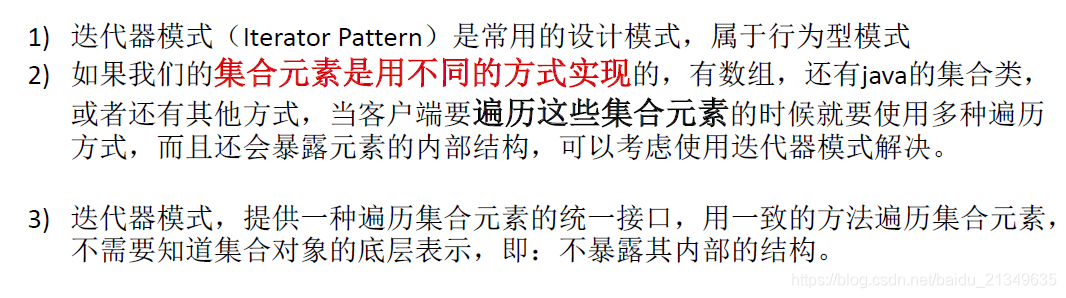 1) 迭代器模式（Iterator Pattern）是常用的设计模式，属于行为型模式
2) 如果我们的集合元素是用不同的方式实现的，有数组，还有java的集合类，
或者还有其他方式，当客户端要遍历这些集合元素的时候就要使用多种遍历
方式，而且还会暴露元素的内部结构，可以考虑使用迭代器模式解决。
3) 迭代器模式，提供一种遍历集合元素的统一接口，用一致的方法遍历集合元素，
不需要知道集合对象的底层表示，即：不暴露其内部的结构。
https://blog.csdn.net/baidu_21349635